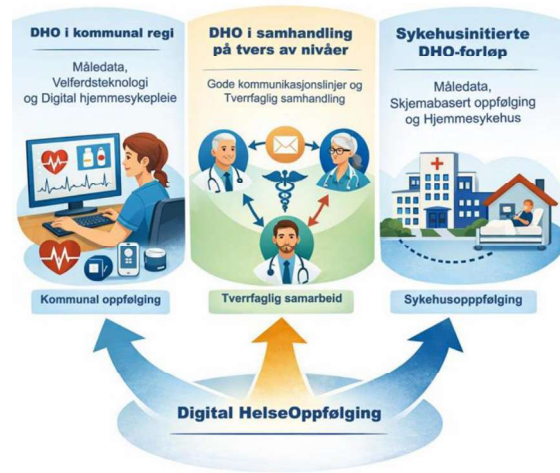 DHO i kommunal regi
Måledata,
Velferdsteknologi
og Digital hjemmesykepleie
Kommunal oppfølging
DHO i samhandling
på tvers av nivåer
Gode kommunikasjonslinjer og
Tverrfaglig samhandling
Tverrfaglig samarbeid
Sykehusinitierte
DHO-forløp
Måledata,
Skjemabasert oppfølging
og Hjemmesykehus
Sykehusopppfølging
Digital HelseOppfølging